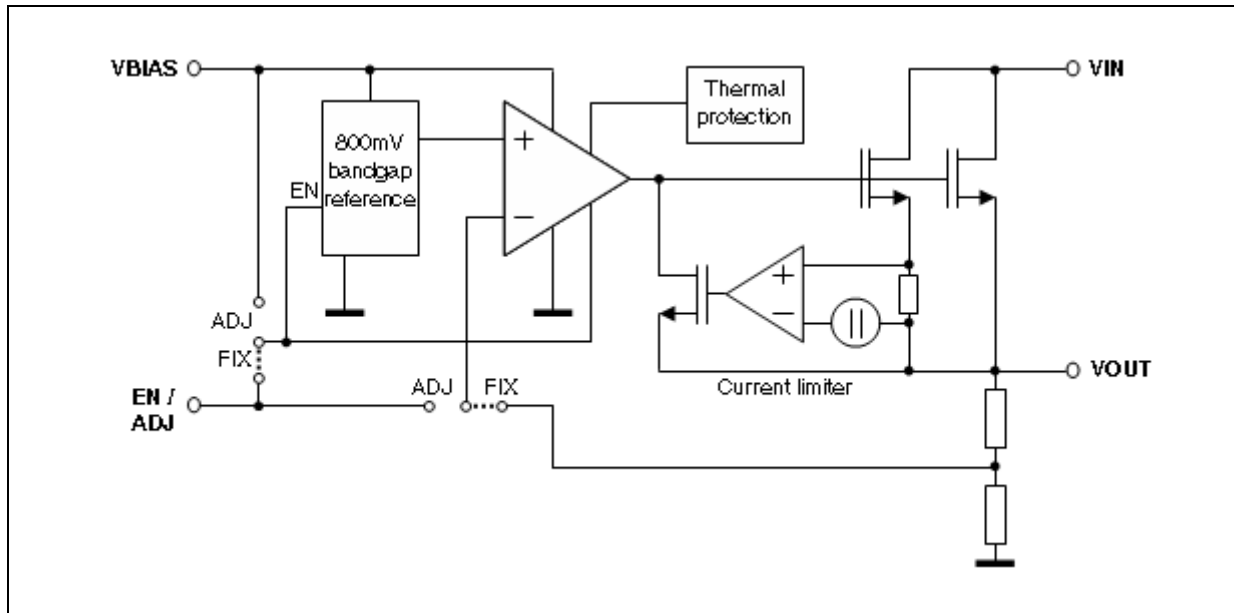 VBIAS
VIN
Thermal
protection
800mV
bandgap
reference
EN
+
−
ADJ
FIX
+
−
EN /
ADJ
ADJ
FIX
Current limiter
VOUT